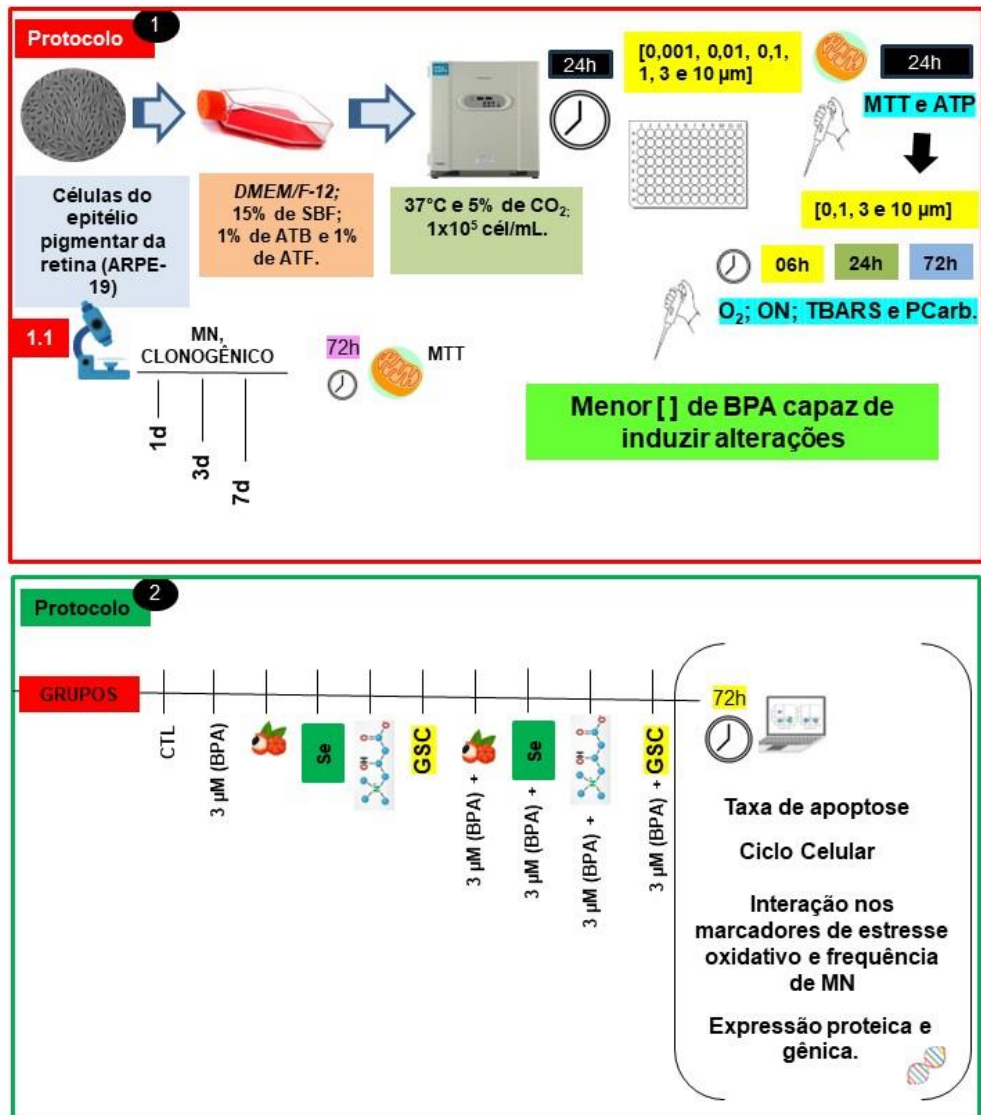 Protocolo 1
24h
[0,001, 0,01, 0,1,
1, 3 e 10 µm]
24h
MTT e ATP
[0,1, 3 e 10 µm]
Células do
epitélio
pigmentar da
retina (ARPE-
19)
DMEM/F-12;
15% de SBF;
1% de ATB e 1%
de ATF.
37°C e 5% de CO₂;
1x10⁵ cél/mL.
06h
24h
72h
O₂; ON; TBARS e PCarb.
1.1
MN,
CLONOGÊNICO
1d
3d
7d
72h
MTT
Menor [ ] de BPA capaz de
induzir alterações
Protocolo 2
GRUPOS
CTL
3 µM (BPA)
Se
GSC
3 µM (BPA) +
3 µM (BPA) + Se
3 µM (BPA) +
3 µM (BPA) + GSC
72h
Taxa de apoptose
Ciclo Celular
Interação nos
marcadores de estresse
oxidativo e frequência
de MN
Expressão proteica e
gênica.